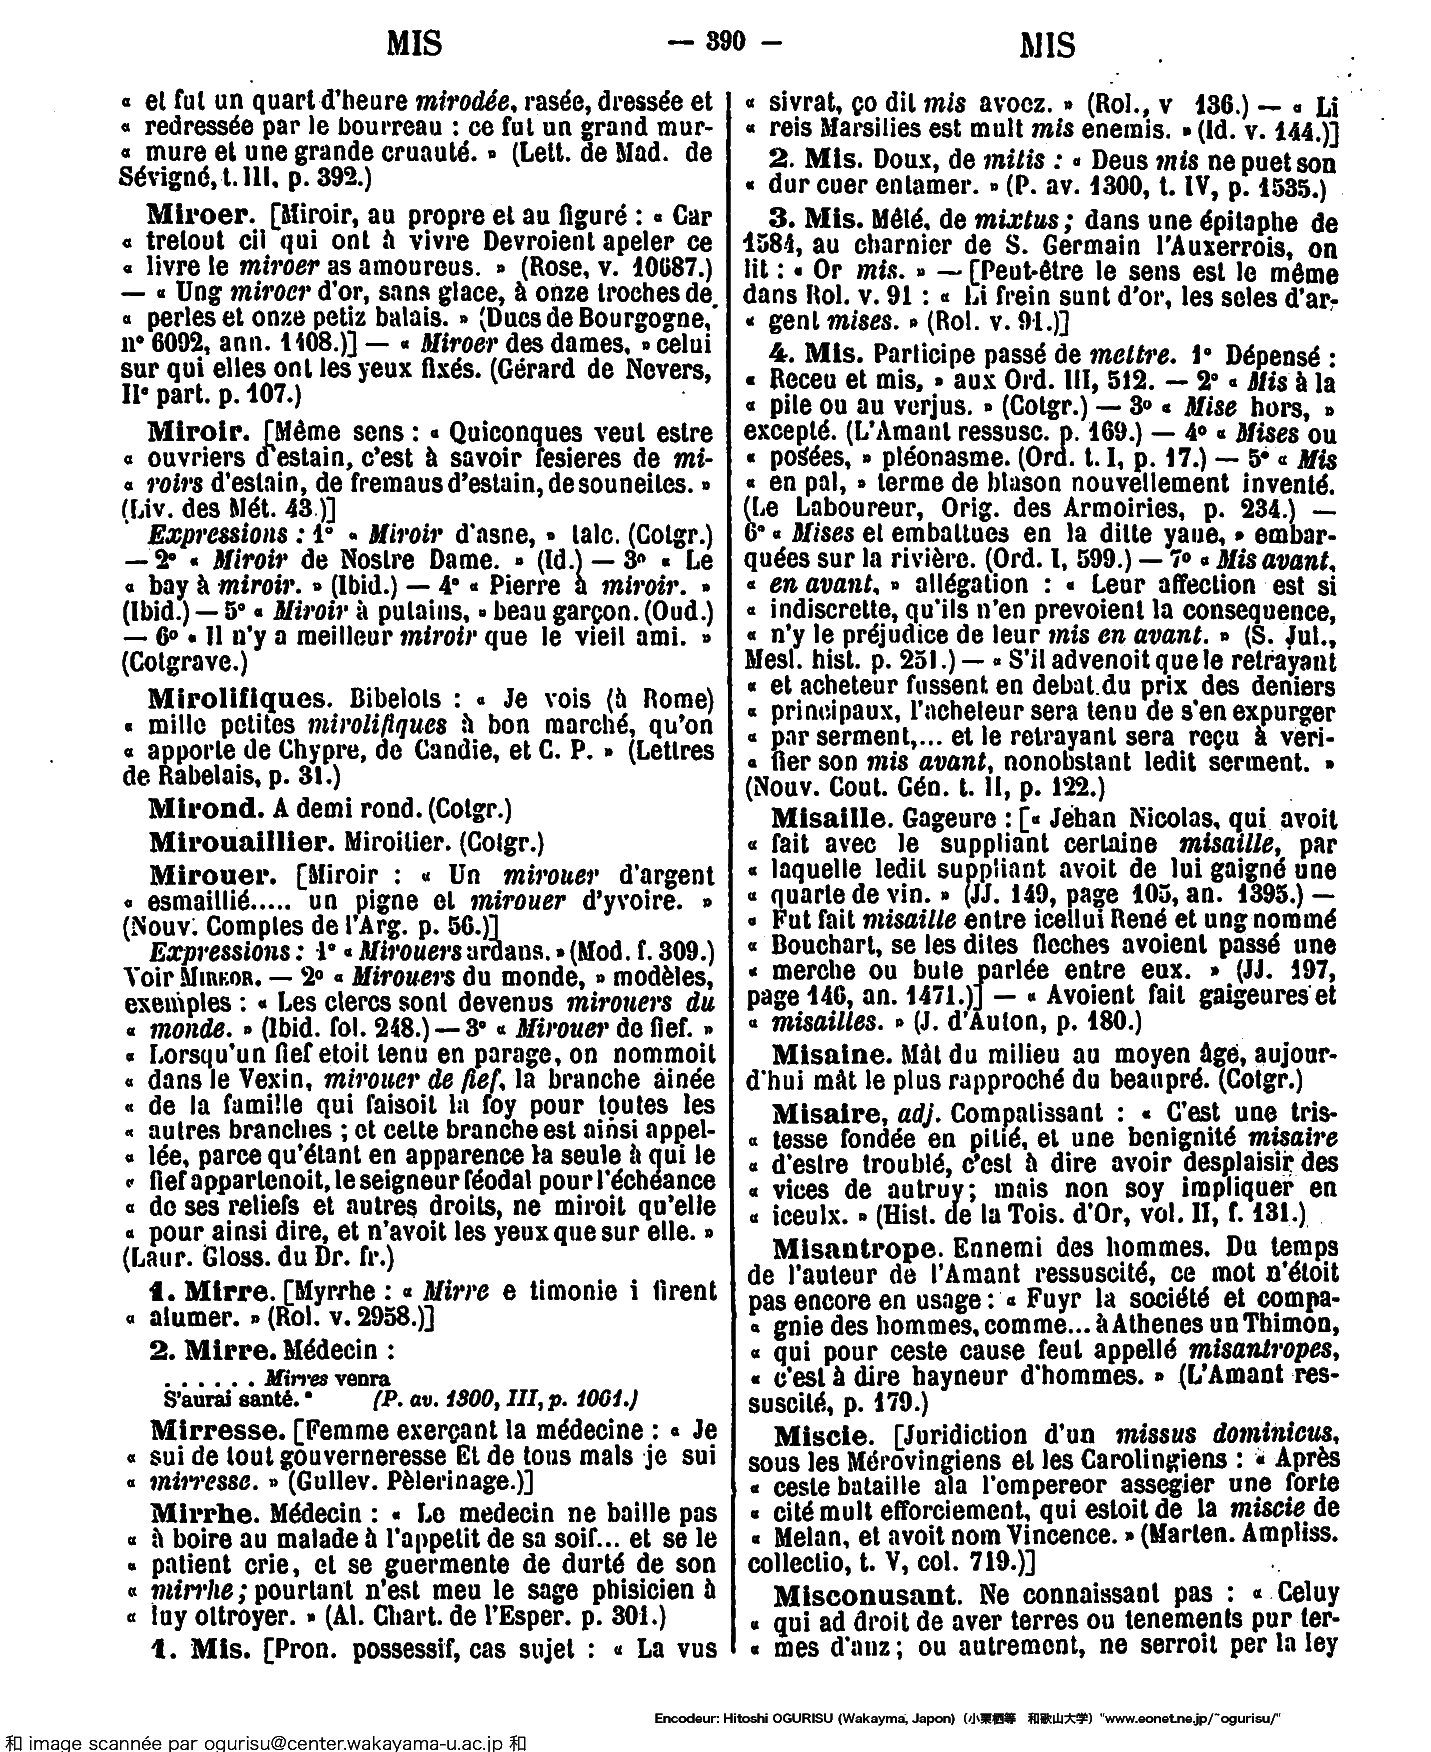 MIS — 390 — MIS
« et fut un quart d'heure mirodée, rasée, dressée et
« redressée par le bourreau : ce fut un grand mur-
« mure et une grande cruauté. » (Lett. de Mad. de
Sévigné, t. III, p. 392.)
Miroer. [Miroir, au propre et au figuré : « Car
« tretout cil qui ont à vivre Devroient apeler ce
« livre le miroer as amoureus. » (Rose, v. 10687.)
— « Ung miroer d'or, sans glace, à onze troches de
« perles et onze petiz balais. » (Ducs de Bourgogne,
n° 6092, ann. 1408.)] — « Miroer des dames, » celui
sur qui elles ont les yeux fixés. (Gérard de Nevers,
IIe part. p. 107.)
Miroir. [Même sens : « Quiconques veut estre
« ouvriers d'estain, c'est à savoir fesieres de mi-
« roirs d'estain, de fremaus d'estain, de souneites. »
(Liv. des Mét. 43.)]
Expressions : 1° « Miroir d'asne, » talc. (Cotgr.)
— 2° « Miroir de Nostre Dame. » (Id.) — 3° « Le
« bay à miroir. » (Ibid.) — 4° « Pierre à miroir. »
(Ibid.) — 5° « Miroir à putains, » beau garçon. (Oud.)
— 6° « Il n'y a meilleur miroir que le vieil ami. »
(Cotgrave.)
Mirolifiques. Bibelots : « Je vois (à Rome)
« mille petites mirolifiques à bon marché, qu'on
« apporte de Chypre, de Candie, et C. P. » (Lettres
de Rabelais, p. 31.)
Mirond. A demi rond. (Cotgr.)
Mirouaillier. Miroitier. (Cotgr.)
Mirouer. [Miroir : « Un mirouer d'argent
« esmaillié..... un pigne et mirouer d'yvoire. »
(Nouv. Comptes de l'Arg. p. 56.)]
Expressions : 1° « Mirouers ardans. » (Mod. f. 309.)
Voir MIREOR. — 2° « Mirouers du monde, » modèles,
exemples : « Les clercs sont devenus mirouers du
« monde. » (Ibid. fol. 248.) — 3° « Mirouer de fief. »
« Lorsqu'un fief etoit tenu en parage, on nommoit
« dans le Vexin, mirouer de fief, la branche ainée
« de la famille qui faisoit la foy pour toutes les
« autres branches ; et cette branche est ainsi appel-
« lée, parce qu'étant en apparence la seule à qui le
« fief appartenoit, le seigneur féodal pour l'échéance
« de ses reliefs et autres droits, ne miroit qu'elle
« pour ainsi dire, et n'avoit les yeux que sur elle. »
(Laur. Gloss. du Dr. fr.)
1. Mirre. [Myrrhe : « Mirre e timonie i firent
« alumer. » (Rol. v. 2958.)]
2. Mirre. Médecin :
. . . . . . Mirres venra
S'aurai santé. " (P. av. 1300, III, p. 1061.)
Mirresse. [Femme exerçant la médecine : « Je
« sui de tout gouverneresse Et de tous mals je sui
« mirresse. » (Gullev. Pèlerinage.)]
Mirrhe. Médecin : « Le medecin ne baille pas
« à boire au malade à l'appetit de sa soif... et se le
« patient crie, et se guermente de durté de son
« mirrhe ; pourtant n'est meu le sage phisicien à
« luy oltroyer. » (Al. Chart. de l'Esper. p. 301.)
1. Mis. [Pron. possessif, cas sujet : « La vus
« sivrat, ço dit mis avoez. » (Rol., v 136.) — « Li
« reis Marsilies est mult mis enemis. » (Id. v. 144.)]
2. Mis. Doux, de mitis : « Deus mis ne puet son
« dur cuer entamer. » (P. av. 1300, t. IV, p. 1535.)
3. Mis. Mêlé, de mixtus ; dans une épitaphe de
1584, au charnier de S. Germain l'Auxerrois, on
lit : « Or mis. » — [Peut-être le sens est le même
dans Rol. v. 91 : « Li frein sunt d'or, les seles d'ar-
« gent mises. » (Rol. v. 91.)]
4. Mis. Participe passé de mettre. 1° Dépensé :
« Receu et mis, » aux Ord. III, 512. — 2° « Mis à la
« pile ou au verjus. » (Cotgr.) — 3° « Mise hors, »
excepté. (L'Amant ressusc. p. 169.) — 4° « Mises ou
« posées, » pléonasme. (Ord. t. I, p. 17.) — 5° « Mis
« en pal, » terme de blason nouvellement inventé.
(Le Laboureur, Orig. des Armoiries, p. 234.) —
6° « Mises et embattues en la ditte yaue, » embar-
quées sur la rivière. (Ord. I, 599.) — 7° « Mis avant,
« en avant, » allégation : « Leur affection est si
« indiscrette, qu'ils n'en prevoient la consequence,
« n'y le préjudice de leur mis en avant. » (S. Jul.,
Mesl. hist. p. 251.) — « S'il advenoit que le retrayant
« et acheteur fussent en debat du prix des deniers
« principaux, l'acheteur sera tenu de s'en expurger
« par serment,... et le retrayant sera reçu à veri-
« fier son mis avant, nonobstant ledit serment. »
(Nouv. Cout. Gén. t. II, p. 122.)
Misaille. Gageure : [« Jehan Nicolas, qui avoit
« fait avec le suppliant certaine misaille, par
« laquelle ledit suppliant avoit de lui gaigné une
« quarte de vin. » (JJ. 149, page 105, an. 1395.) —
« Fut fait misaille entre icellui René et ung nommé
« Bouchart, se les dites fleches avoient passé une
« merche ou bute parlée entre eux. » (JJ. 197,
page 146, an. 1471.)] — « Avoient fait gaigeures et
« misailles. » (J. d'Auton, p. 180.)
Misaine. Mât du milieu au moyen âge, aujour-
d'hui mât le plus rapproché du beaupré. (Cotgr.)
Misaire, adj. Compatissant : « C'est une tris-
« tesse fondée en pitié, et une benignité misaire
« d'estre troublé, c'est à dire avoir desplaisir des
« vices de autruy ; mais non soy impliquer en
« iceulx. » (Hist. de la Tois. d'Or, vol. II, f. 131.)
Misantrope. Ennemi des hommes. Du temps
de l'auteur de l'Amant ressuscité, ce mot n'étoit
pas encore en usage : « Fuyr la société et compa-
« gnie des hommes, comme... à Athenes un Thimon,
« qui pour ceste cause feut appellé misantropes,
« c'est à dire hayneur d'hommes. » (L'Amant res-
suscité, p. 179.)
Miscie. [Juridiction d'un missus dominicus,
sous les Mérovingiens et les Carolingiens : « Après
« ceste bataille ala l'empereor assegier une forte
« cité mult efforciement, qui estoit de la miscie de
« Melan, et avoit nom Vincence. » (Marten. Ampliss.
collectio, t. V, col. 719.)]
Misconusant. Ne connaissant pas : « Celuy
« qui ad droit de aver terres ou tenements pur ter-
« mes d'anz ; ou autrement, ne serroit per la ley
Encodeur: Hitoshi OGURISU (Wakayma, Japon) (小栗栖等 和歌山大学) "www.eonet.ne.jp/~ogurisu/"
和 image scannée par ogurisu@center.wakayama-u.ac.jp 和